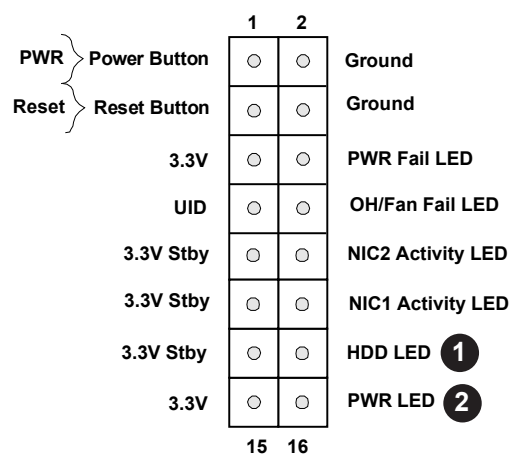 1 2
PWR Power Button Ground
Reset Reset Button Ground
3.3V PWR Fail LED
UID OH/Fan Fail LED
3.3V Stby NIC2 Activity LED
3.3V Stby NIC1 Activity LED
3.3V Stby HDD LED 1
3.3V PWR LED 2
15 16